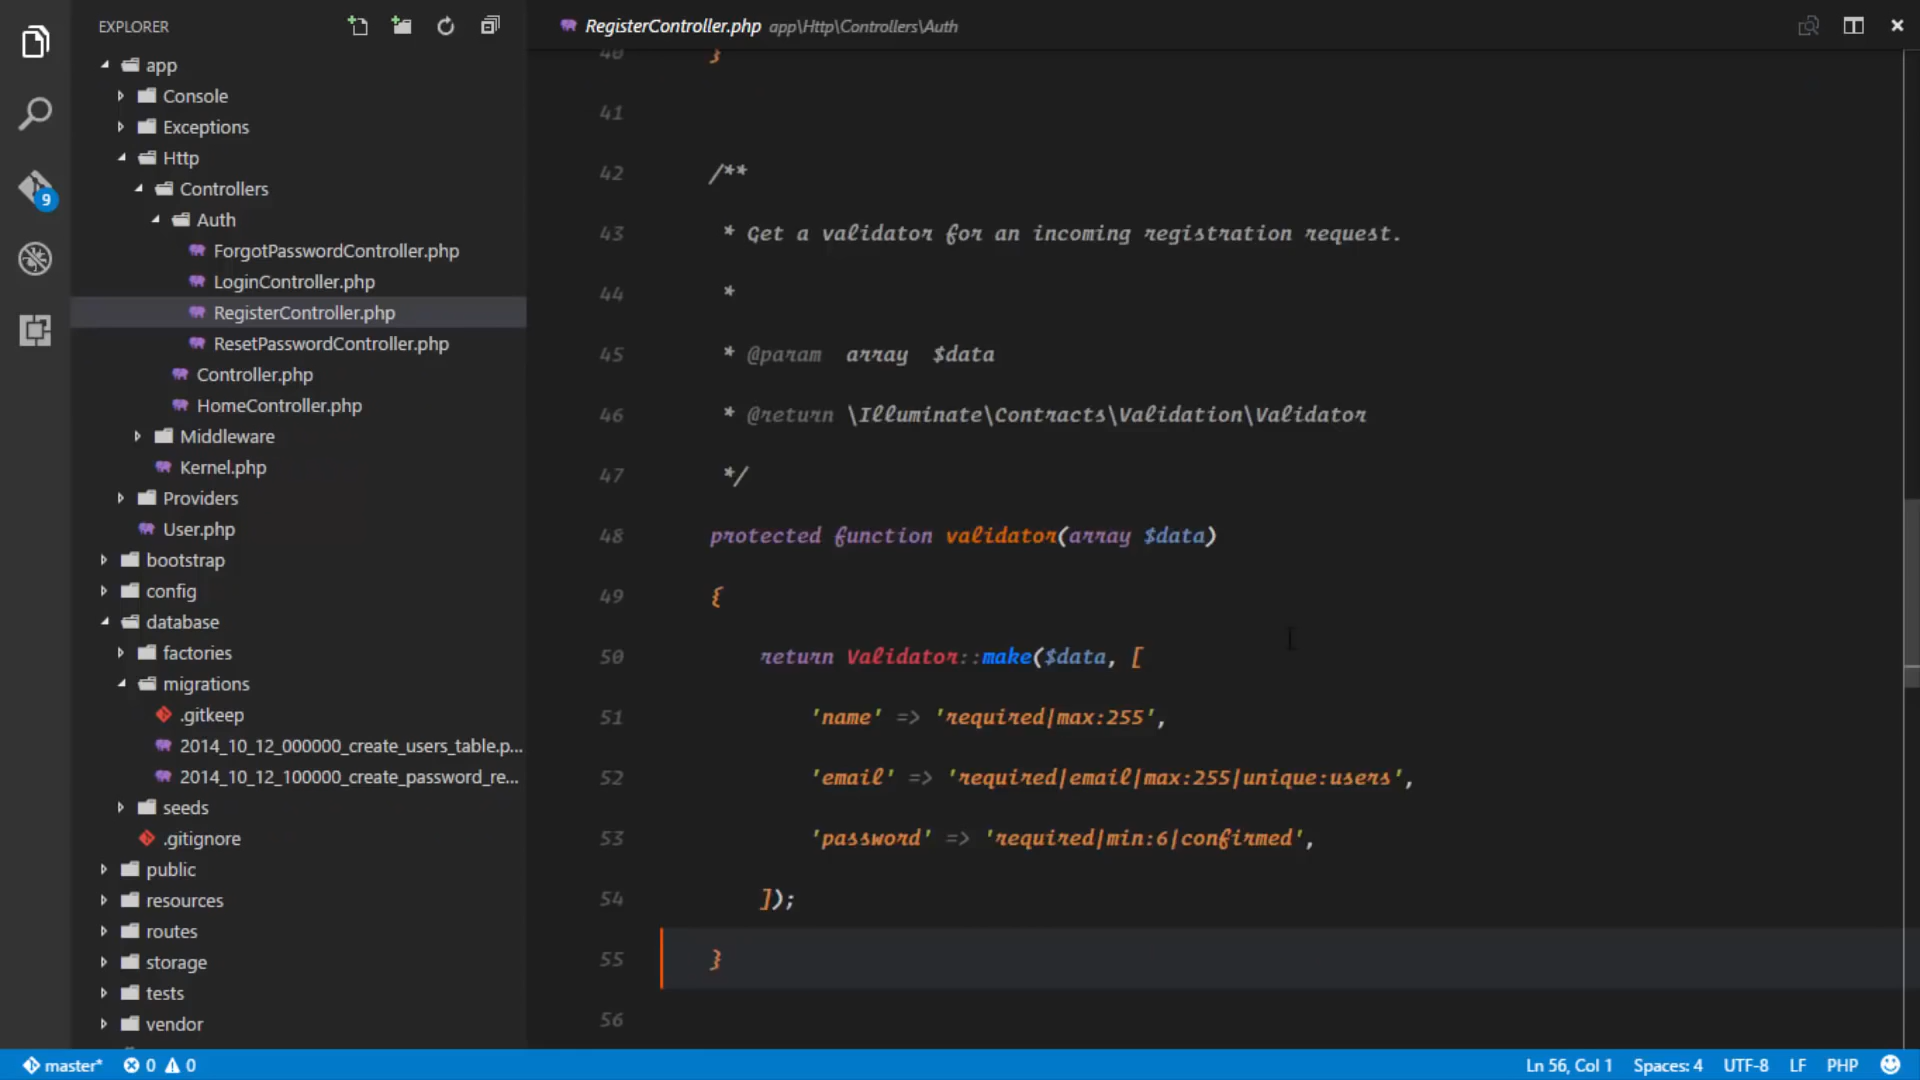 EXPLORER
app
Console
Exceptions
Http
Controllers
Auth
ForgotPasswordController.php
LoginController.php
RegisterController.php
ResetPasswordController.php
Controller.php
HomeController.php
Middleware
Kernel.php
Providers
User.php
bootstrap
config
database
factories
migrations
.gitkeep
2014_10_12_000000_create_users_table.p...
2014_10_12_100000_create_password_re...
seeds
.gitignore
public
resources
routes
storage
tests
vendor
9
RegisterController.php app\Http\Controllers\Auth
40 }
41
42 /**
43 * Get a validator for an incoming registration request.
44 *
45 * @param  array  $data
46 * @return \Illuminate\Contracts\Validation\Validator
47 */
48 protected function validator(array $data)
49 {
50 return Validator::make($data, [
51 'name' => 'required|max:255',
52 'email' => 'required|email|max:255|unique:users',
53 'password' => 'required|min:6|confirmed',
54 ]);
55 }
56
master* 0 0 Ln 56, Col 1 Spaces: 4 UTF-8 LF PHP